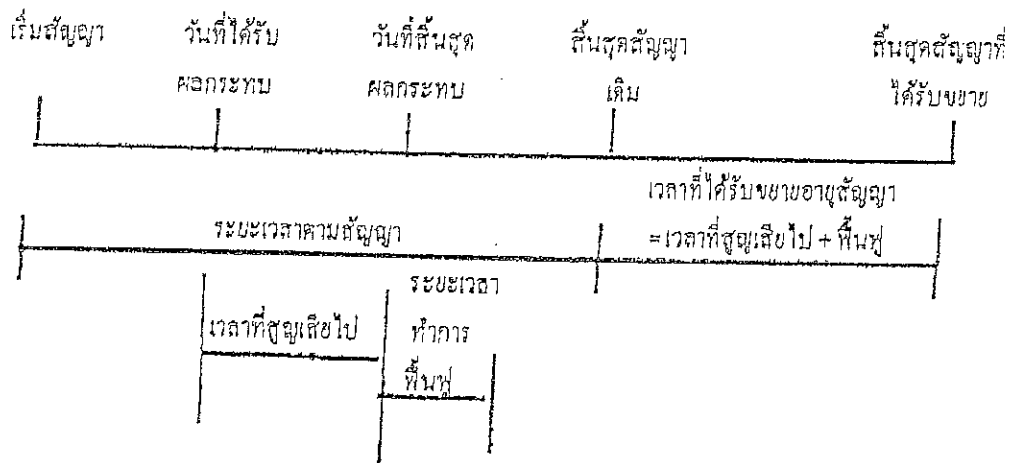 เริ่มสัญญา
วันที่ได้รับ
ผลกระทบ
วันที่สิ้นสุด
ผลกระทบ
สิ้นสุดสัญญา
เดิม
สิ้นสุดสัญญาที่
ได้รับขยาย
เวลาที่ได้รับขยายอายุสัญญา
=เวลาที่สูญเสียไป + ฟื้นฟู
ระยะเวลาตามสัญญา
ระยะเวลา
ทำการ
ฟื้นฟู
เวลาที่สูญเสียไป